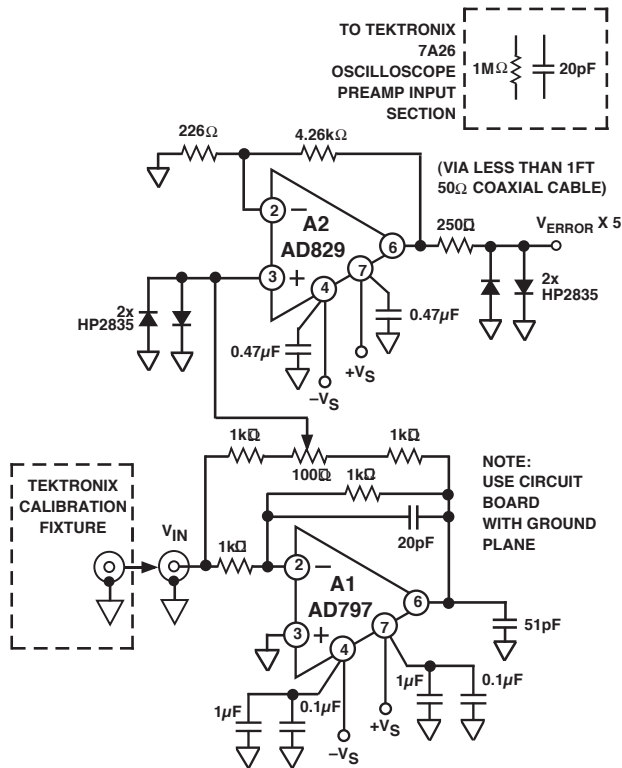 TO TEKTRONIX
7A26
OSCILLOSCOPE
PREAMP INPUT
SECTION
1MΩ
20pF
226Ω
4.26kΩ
(VIA LESS THAN 1FT
50Ω COAXIAL CABLE)
2
−
A2
AD829
6
250Ω
VERROR X 5
3
+
7
4
2x
HP2835
2x
HP2835
0.47µF
0.47µF
+VS
−VS
1kΩ
100Ω
1kΩ
1kΩ
20pF
NOTE:
USE CIRCUIT
BOARD
WITH GROUND
PLANE
TEKTRONIX
CALIBRATION
FIXTURE
VIN
1kΩ
2
−
A1
AD797
6
51pF
3
+
7
4
1µF
0.1µF
1µF
0.1µF
+VS
−VS